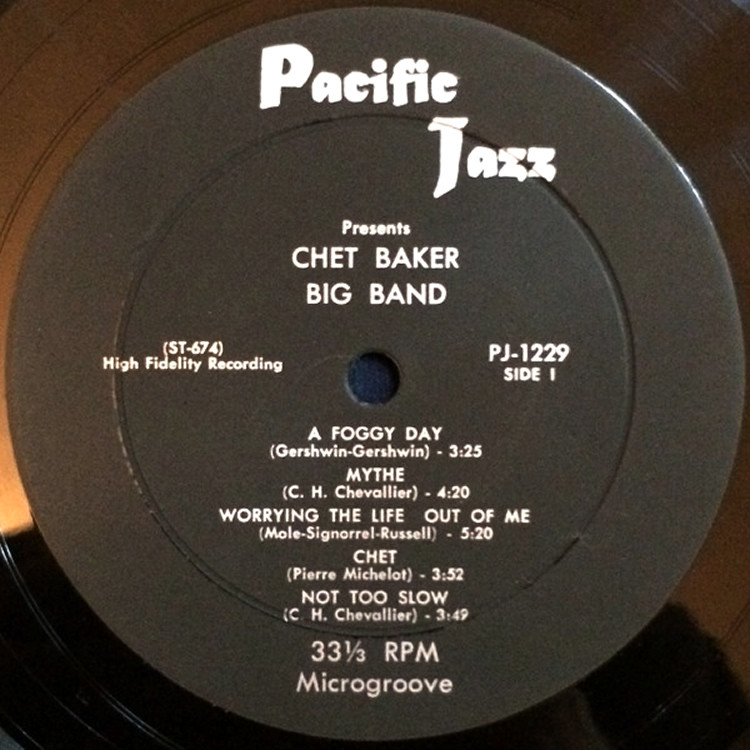 Pacific
Jazz
Presents
CHET BAKER
BIG BAND
(ST-674)
High Fidelity Recording
PJ-1229
SIDE 1
A FOGGY DAY
(Gershwin-Gershwin) - 3:25
MYTHE
(C. H. Chevallier) - 4:20
WORRYING THE LIFE OUT OF ME
(Mole-Signorrel-Russell) - 5:20
CHET
(Pierre Michelot) - 3:52
NOT TOO SLOW
(C. H. Chevallier) - 3:49
33⅓ RPM
Microgroove